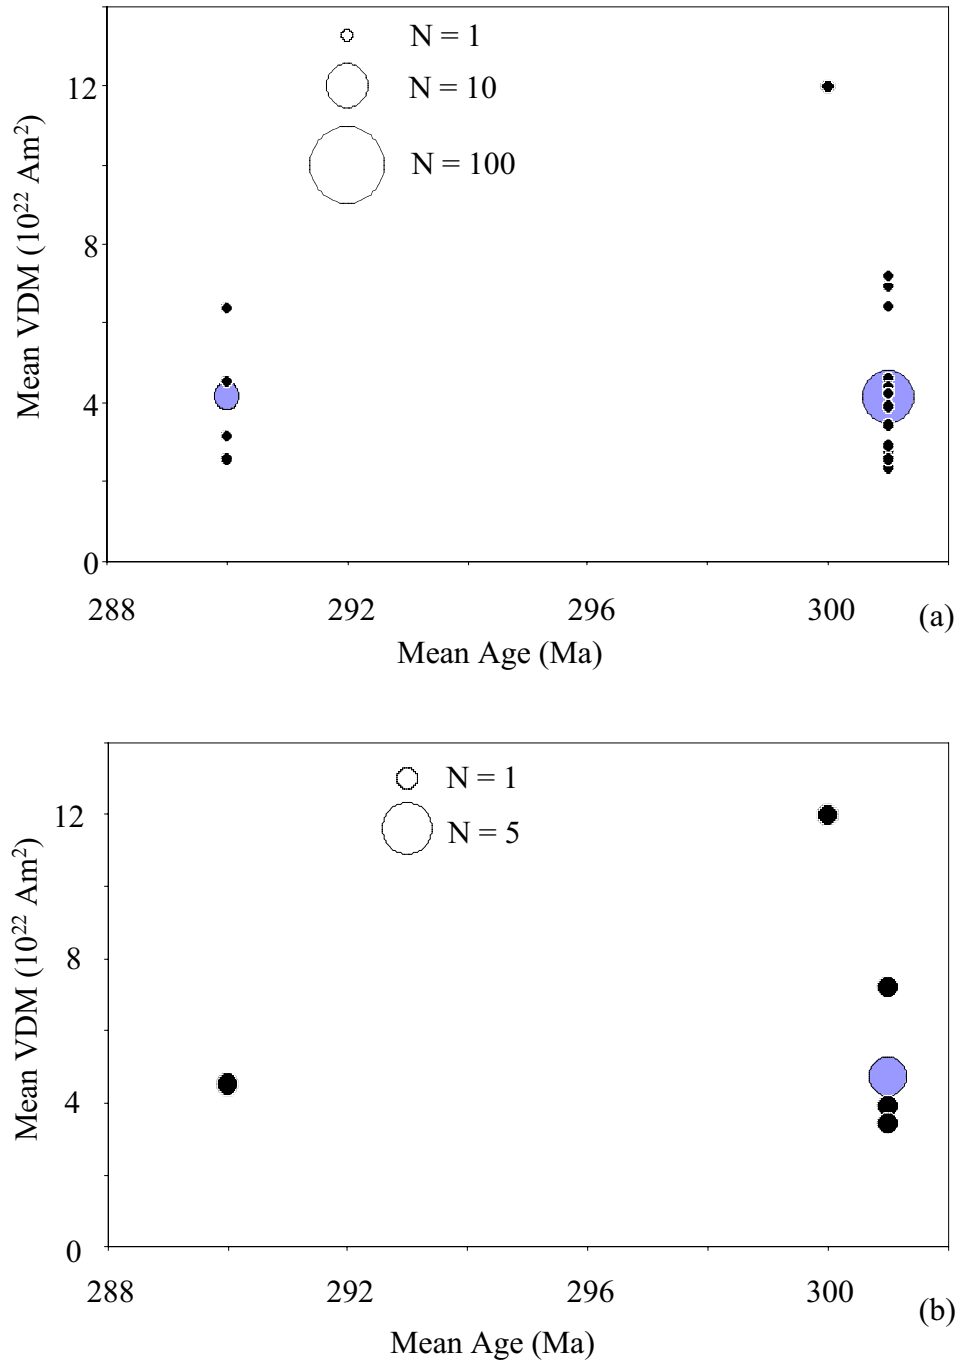 N = 1
N = 10
N = 100
12
8
4
0
Mean VDM (10²² Am²)
288 292 296 300 (a)
Mean Age (Ma)
N = 1
N = 5
12
8
4
0
Mean VDM (10²² Am²)
288 292 296 300 (b)
Mean Age (Ma)